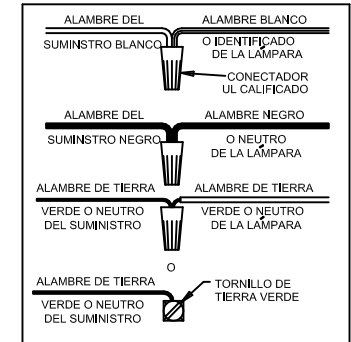 ALAMBRE DEL ALAMBRE BLANCO
SUMINSTRO BLANCO O IDENTIFICADO
DE LA LÁMPARA
CONECTADOR
UL CALIFICADO
ALAMBRE DEL ALAMBRE NEGRO
SUMINSTRO NEGRO O NEUTRO
DE LA LÁMPARA
ALAMBRE DE TIERRA ALAMBRE DE TIERRA
VERDE O NEUTRO VERDE O NEUTRO
DEL SUMINISTRO DE LA LÁMPARA
O
ALAMBRE DE TIERRA TORNILLO DE
TIERRA VERDE
VERDE O NEUTRO
DEL SUMINISTRO